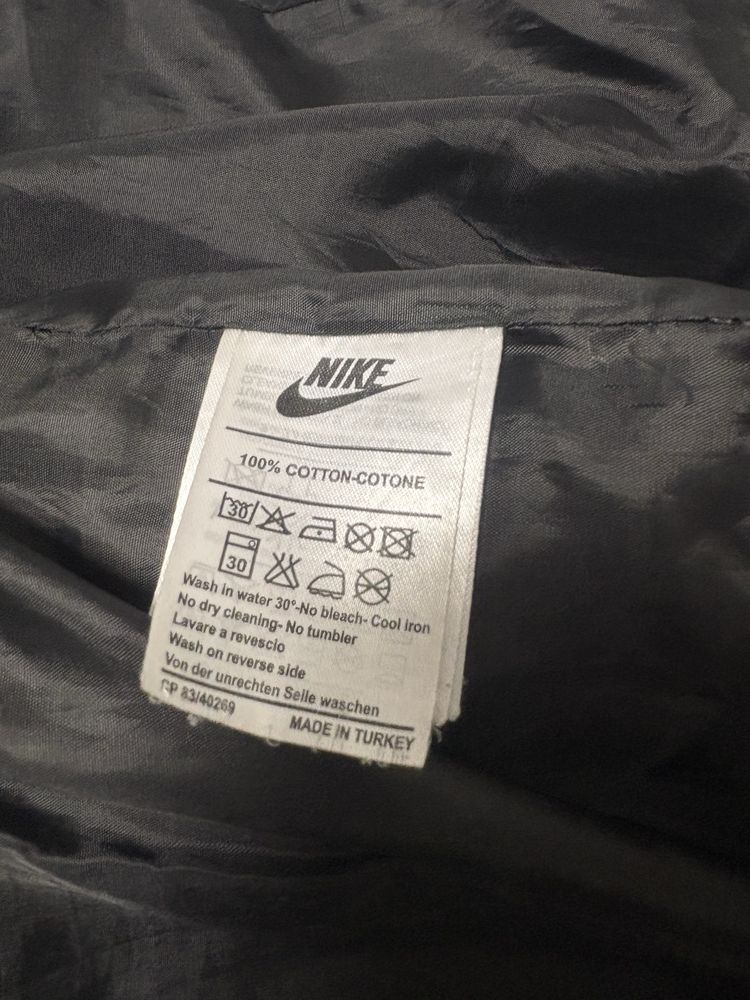 NIKE
100% COTTON-COTONE
30
30
Wash in water 30°-No bleach- Cool iron
No dry cleaning- No tumbler
Lavare a revescio
Wash on reverse side
Von der unrechten Seile waschen
CP 83/40269
MADE IN TURKEY